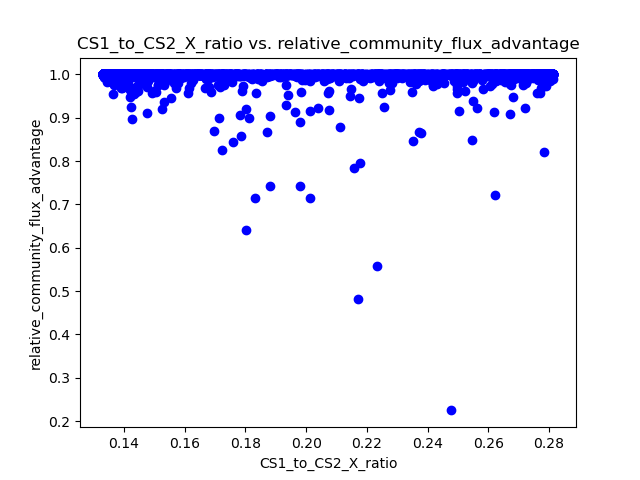 CS1_to_CS2_X_ratio vs. relative_community_flux_advantage
1.0
0.9
0.8
0.7
0.6
0.5
0.4
0.3
0.2
relative_community_flux_advantage
0.14 0.16 0.18 0.20 0.22 0.24 0.26 0.28
CS1_to_CS2_X_ratio